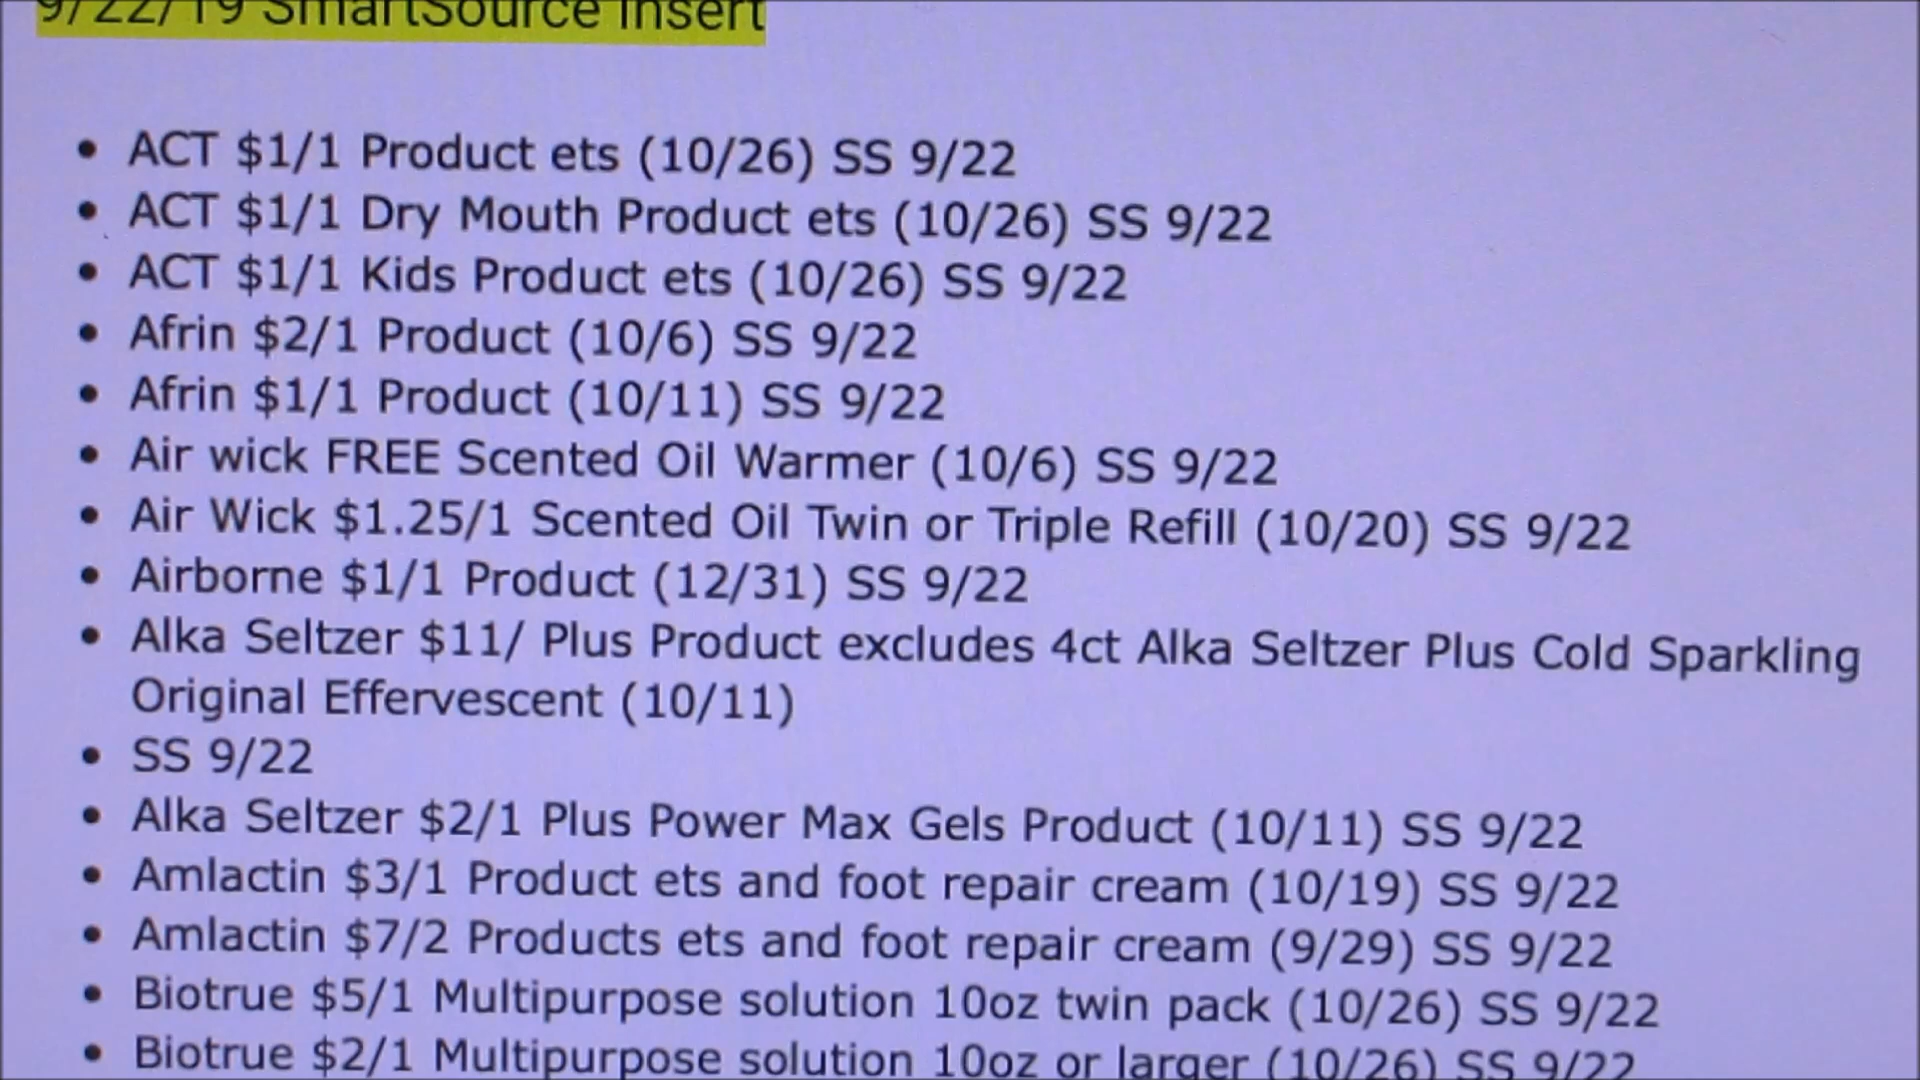 9/22/19 SmartSource Insert
• ACT $1/1 Product ets (10/26) SS 9/22
• ACT $1/1 Dry Mouth Product ets (10/26) SS 9/22
• ACT $1/1 Kids Product ets (10/26) SS 9/22
• Afrin $2/1 Product (10/6) SS 9/22
• Afrin $1/1 Product (10/11) SS 9/22
• Air wick FREE Scented Oil Warmer (10/6) SS 9/22
• Air Wick $1.25/1 Scented Oil Twin or Triple Refill (10/20) SS 9/22
• Airborne $1/1 Product (12/31) SS 9/22
• Alka Seltzer $11/ Plus Product excludes 4ct Alka Seltzer Plus Cold Sparkling
Original Effervescent (10/11)
• SS 9/22
• Alka Seltzer $2/1 Plus Power Max Gels Product (10/11) SS 9/22
• Amlactin $3/1 Product ets and foot repair cream (10/19) SS 9/22
• Amlactin $7/2 Products ets and foot repair cream (9/29) SS 9/22
• Biotrue $5/1 Multipurpose solution 10oz twin pack (10/26) SS 9/22
• Biotrue $2/1 Multipurpose solution 10oz or larger (10/26) SS 9/22